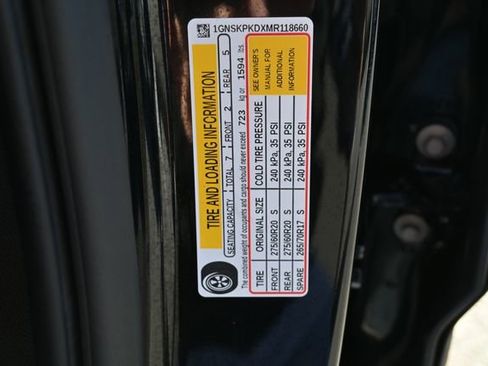 1GNSKPKDXMR118660
TIRE AND LOADING INFORMATION
SEATING CAPACITY TOTAL 7 FRONT 2 REAR 5
The combined weight of occupants and cargo should never exceed 723 kg or 1594 lbs
TIRE ORIGINAL SIZE COLD TIRE PRESSURE
FRONT 275/60R20 S 240 kPa, 35 PSI
REAR 275/60R20 S 240 kPa, 35 PSI
SPARE 265/70R17 S 240 kPa, 35 PSI
SEE OWNER'S
MANUAL FOR
ADDITIONAL
INFORMATION